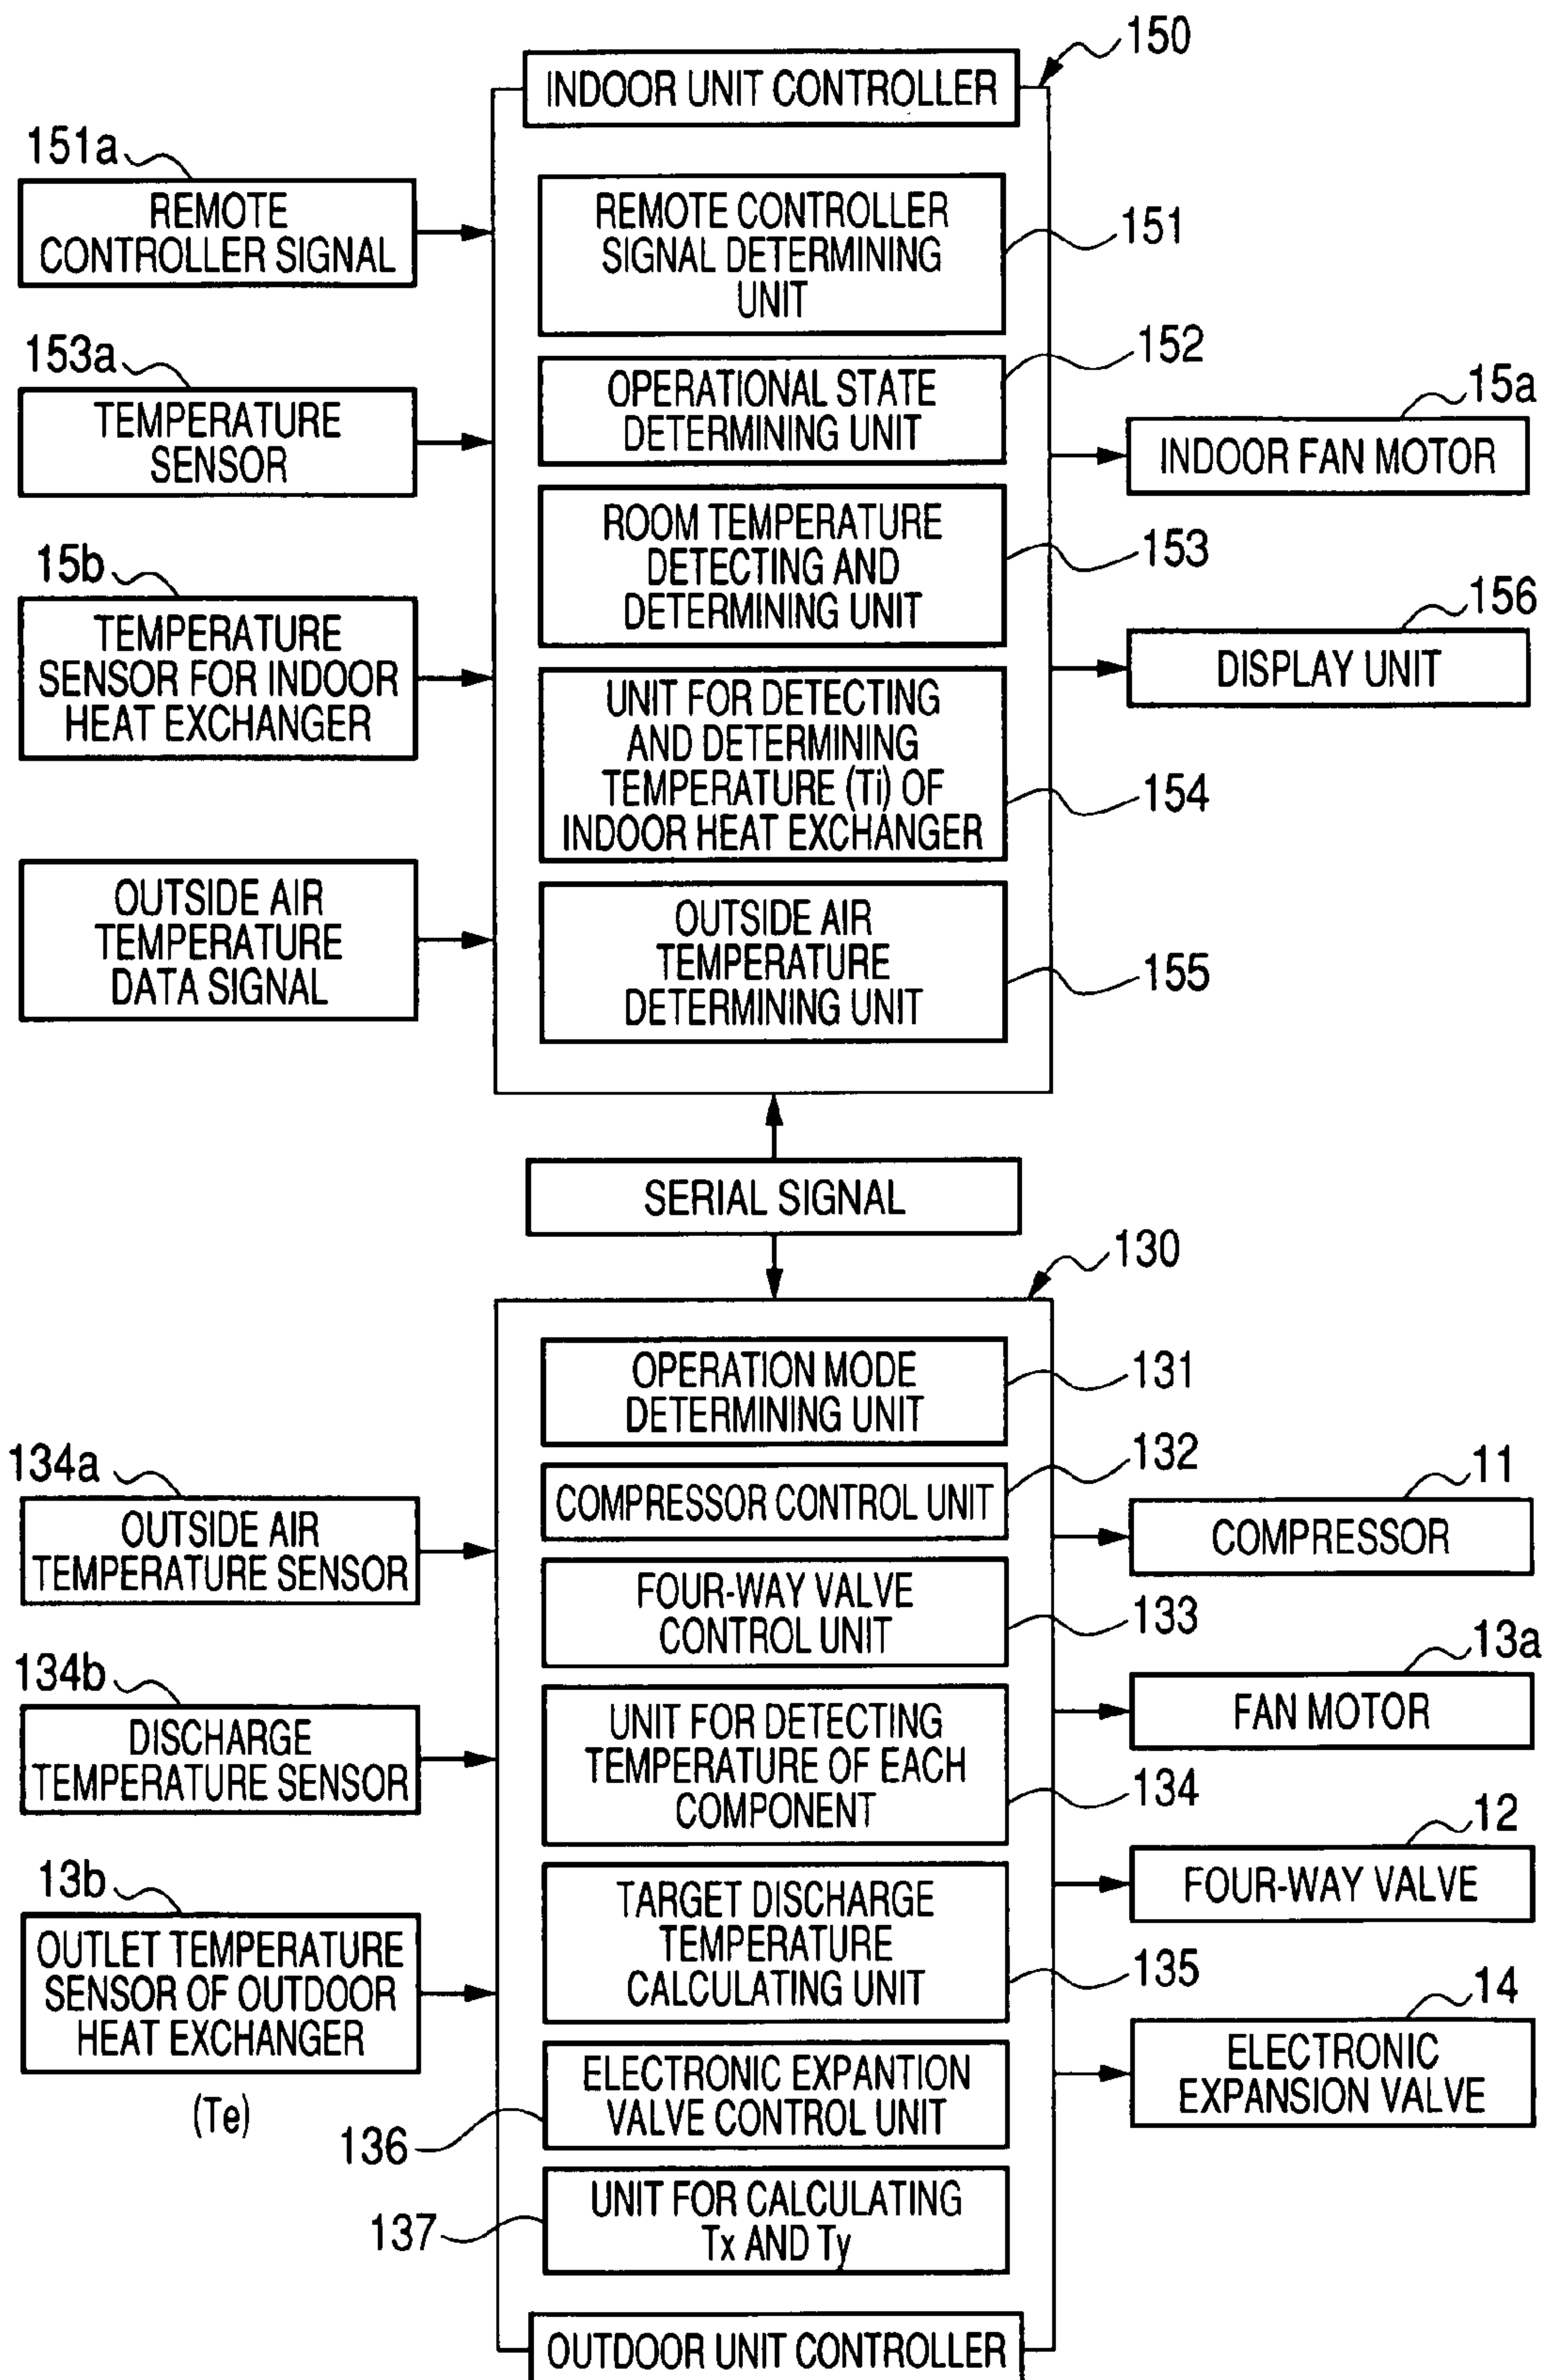 150
INDOOR UNIT CONTROLLER
151a
REMOTE
CONTROLLER SIGNAL
153a
TEMPERATURE
SENSOR
15b
TEMPERATURE
SENSOR FOR INDOOR
HEAT EXCHANGER
OUTSIDE AIR
TEMPERATURE
DATA SIGNAL
REMOTE CONTROLLER
SIGNAL DETERMINING
UNIT
151
OPERATIONAL STATE
DETERMINING UNIT
152
ROOM TEMPERATURE
DETECTING AND
DETERMINING UNIT
153
UNIT FOR DETECTING
AND DETERMINING
TEMPERATURE (Ti) OF
INDOOR HEAT EXCHANGER
154
OUTSIDE AIR
TEMPERATURE
DETERMINING UNIT
155
15a
INDOOR FAN MOTOR
156
DISPLAY UNIT
SERIAL SIGNAL
130
134a
OUTSIDE AIR
TEMPERATURE SENSOR
134b
DISCHARGE
TEMPERATURE SENSOR
13b
OUTLET TEMPERATURE
SENSOR OF OUTDOOR
HEAT EXCHANGER
(Te)
OPERATION MODE
DETERMINING UNIT
131
COMPRESSOR CONTROL UNIT
132
FOUR-WAY VALVE
CONTROL UNIT
133
UNIT FOR DETECTING
TEMPERATURE OF EACH
COMPONENT
134
TARGET DISCHARGE
TEMPERATURE
CALCULATING UNIT
135
ELECTRONIC EXPANTION
VALVE CONTROL UNIT
136
UNIT FOR CALCULATING
Tx AND Ty
137
OUTDOOR UNIT CONTROLLER
11
COMPRESSOR
13a
FAN MOTOR
12
FOUR-WAY VALVE
14
ELECTRONIC
EXPANSION VALVE